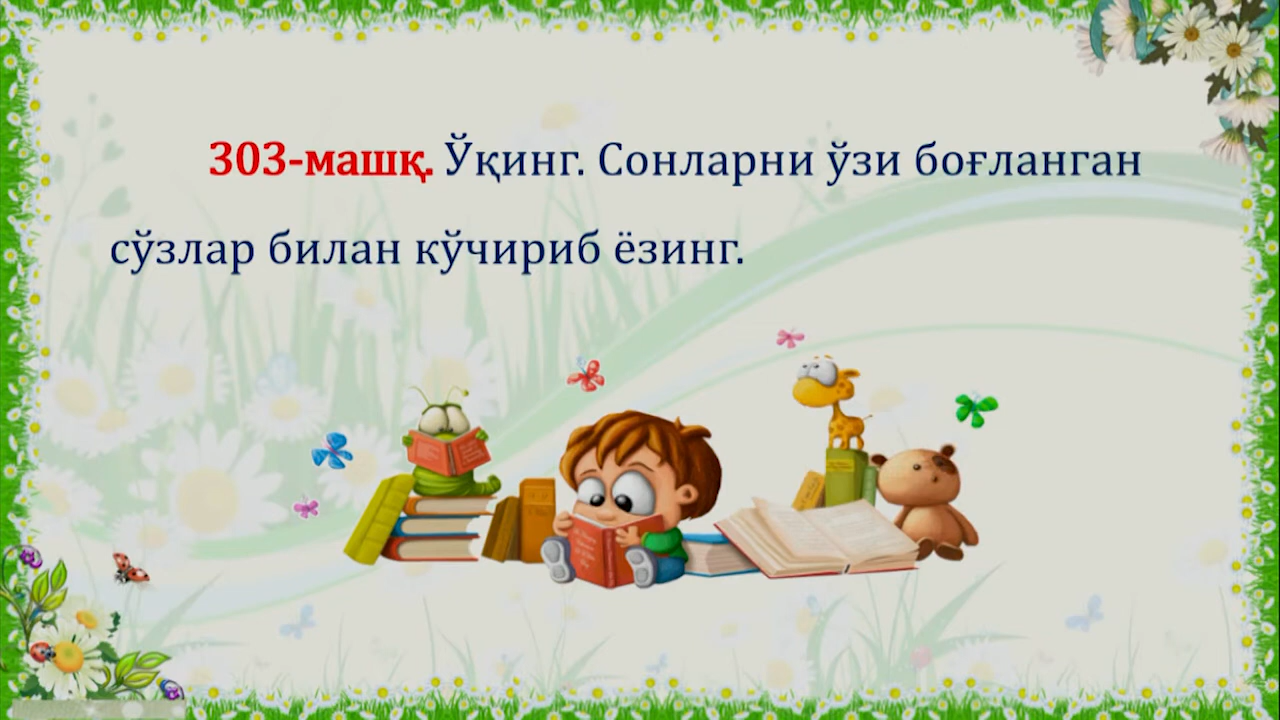 303-машқ. Ўқинг. Сонларни ўзи боғланган
сўзлар билан кўчириб ёзинг.